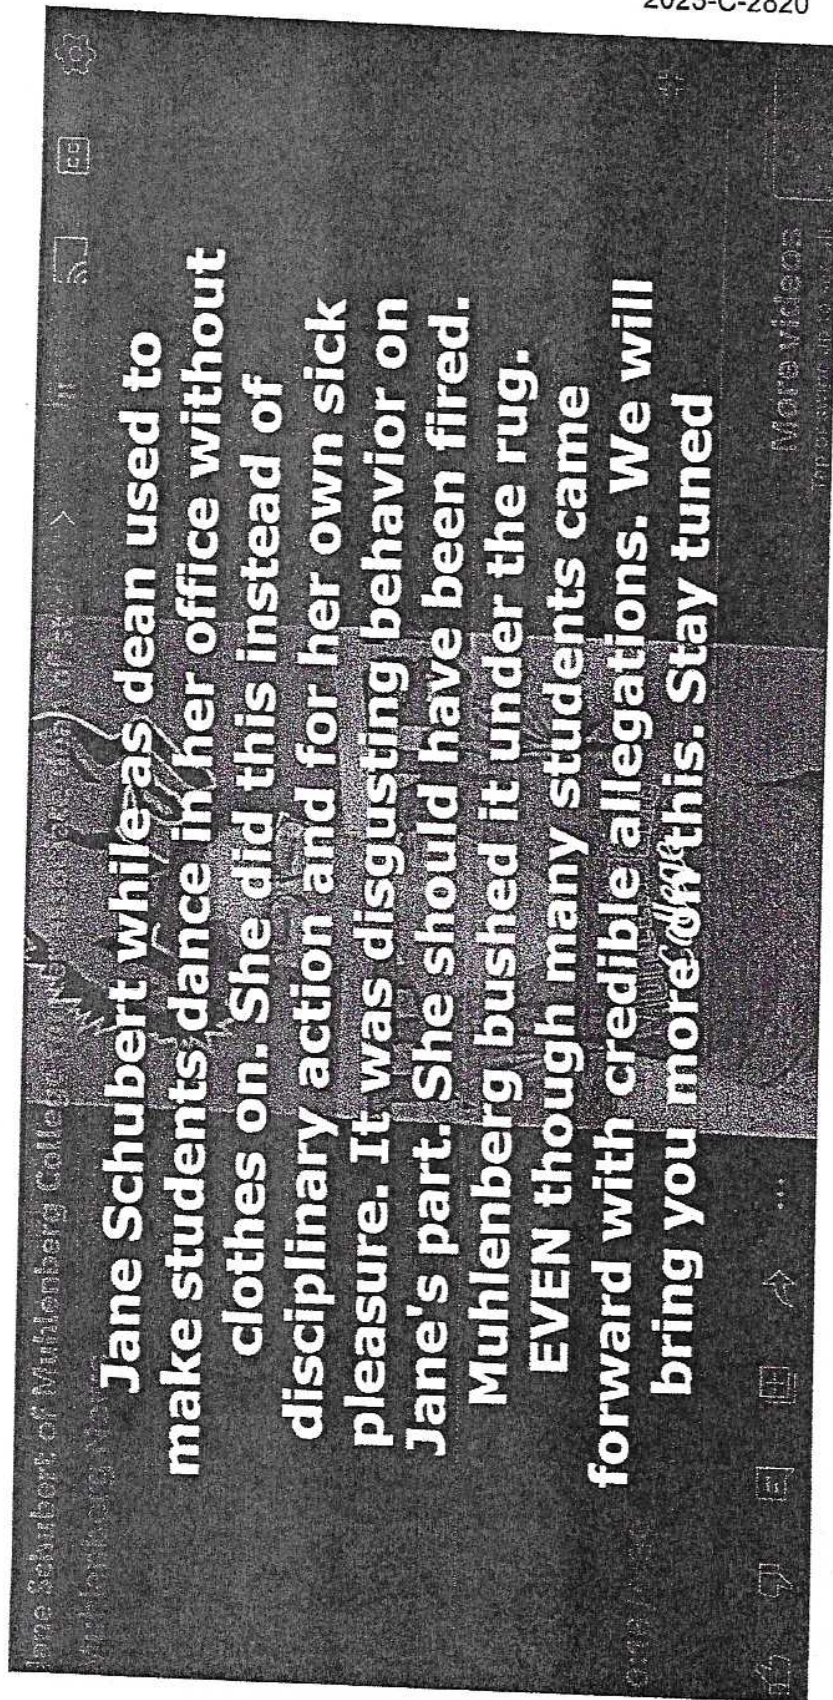 2023-C-2820
Jane Schubert of Muhlenberg College
Muhlenberg News
Jane Schubert while as dean used to
make students dance in her office without
clothes on. She did this instead of
disciplinary action and for her own sick
pleasure. It was disgusting behavior on
Jane's part. She should have been fired.
Muhlenberg bushed it under the rug.
EVEN though many students came
forward with credible allegations. We will
bring you more on this. Stay tuned
More videos